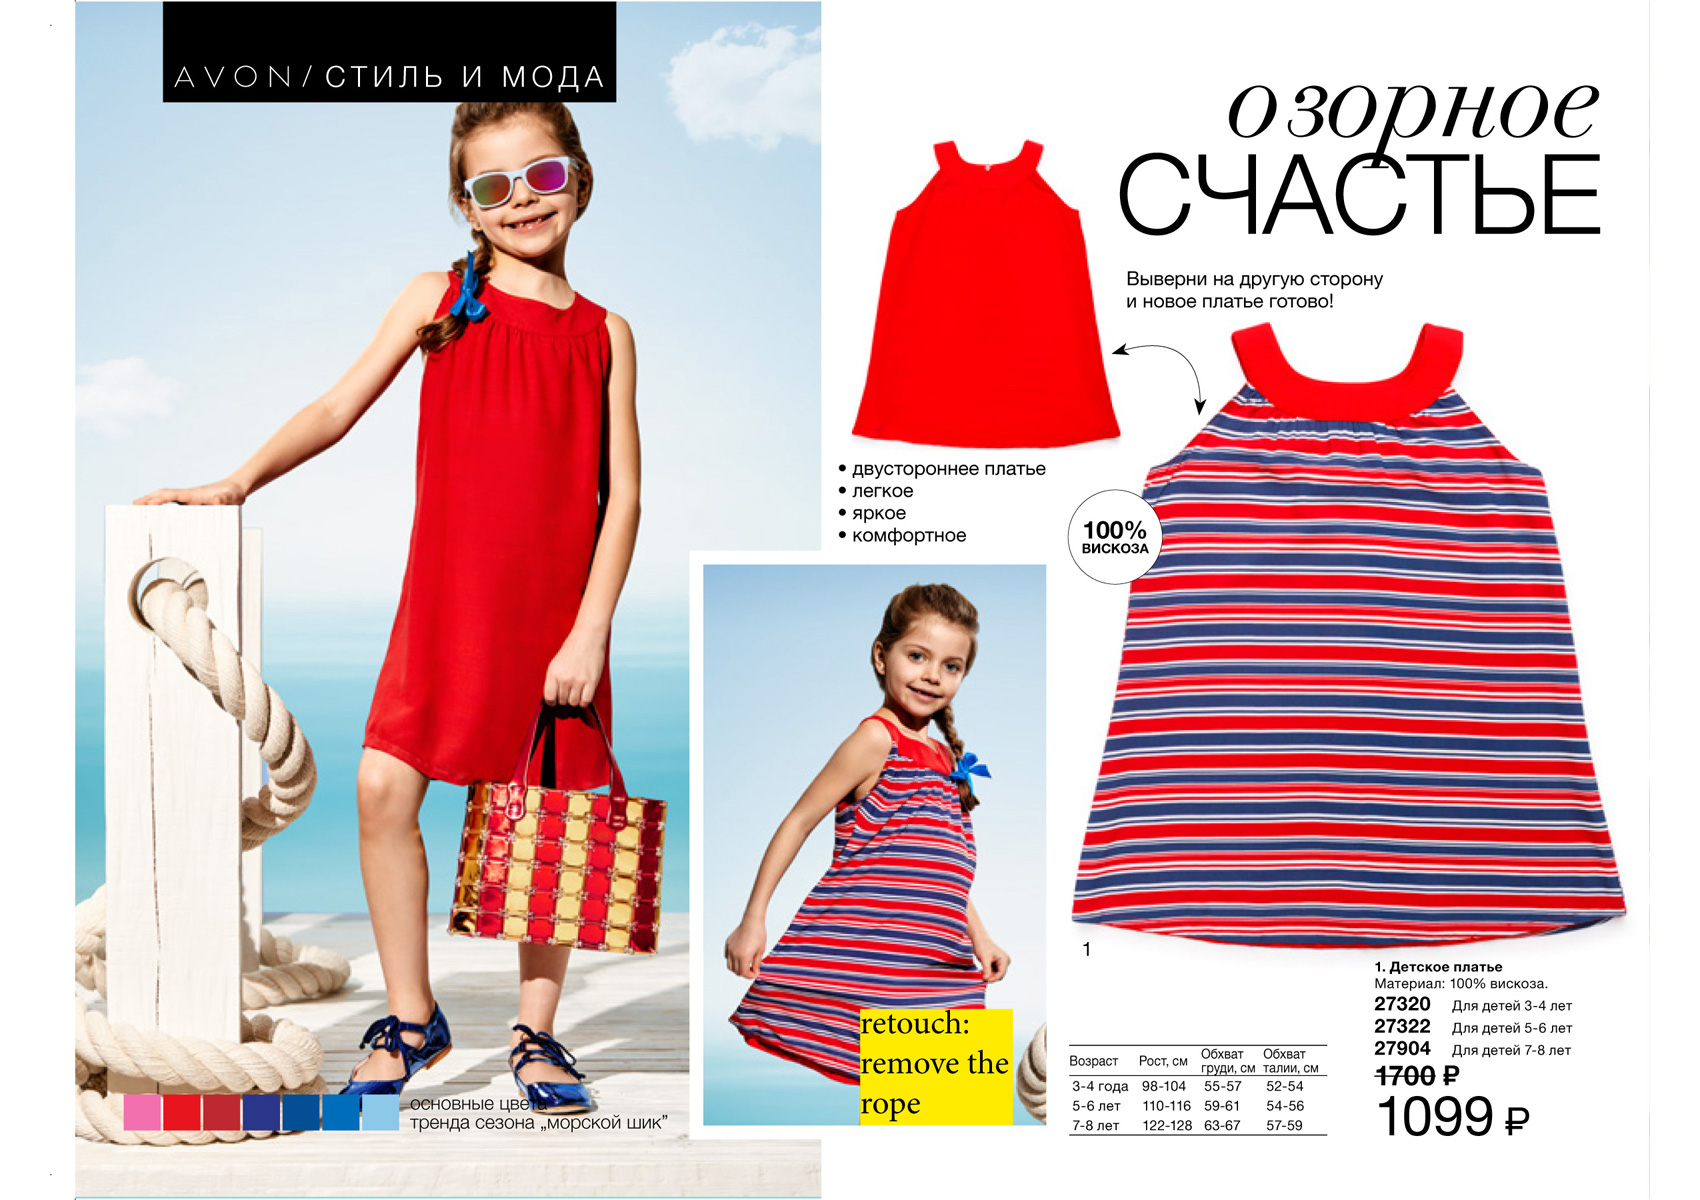 AVON/СТИЛЬ И МОДА
озорное
СЧАСТЬЕ
Выверни на другую сторону
и новое платье готово!
• двустороннее платье
• легкое
• яркое
• комфортное
100%
ВИСКОЗА
retouch:
remove the
rope
основные цвета
тренда сезона „морской шик”
1
1. Детское платье
Материал: 100% вискоза.
27320 Для детей 3-4 лет
27322 Для детей 5-6 лет
27904 Для детей 7-8 лет
1700 ₽
1099 ₽
Возраст Рост, см Обхват груди, см Обхват талии, см
3-4 года 98-104 55-57 52-54
5-6 лет 110-116 59-61 54-56
7-8 лет 122-128 63-67 57-59